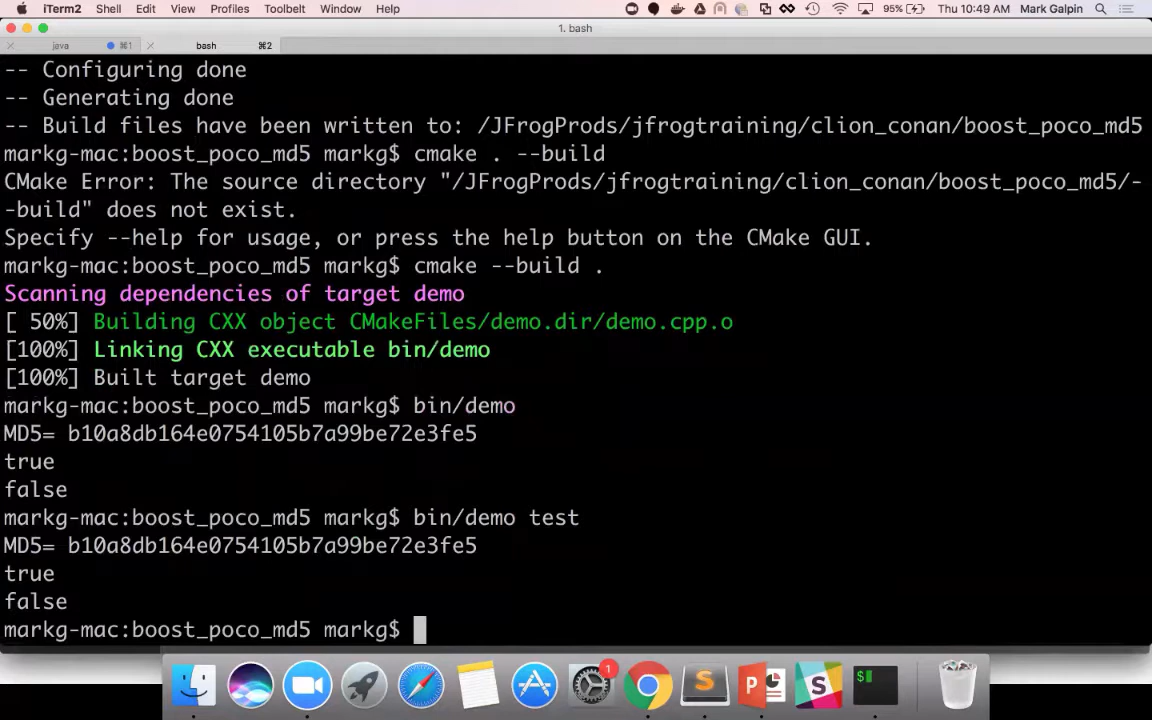 iTerm2 Shell Edit View Profiles Toolbelt Window Help 95% Thu 10:49 AM Mark Galpin
1. bash
java ⌘1 bash ⌘2
-- Configuring done
-- Generating done
-- Build files have been written to: /JFrogProds/jfrogtraining/clion_conan/boost_poco_md5
markg-mac:boost_poco_md5 markg$ cmake . --build
CMake Error: The source directory "/JFrogProds/jfrogtraining/clion_conan/boost_poco_md5/-
-build" does not exist.
Specify --help for usage, or press the help button on the CMake GUI.
markg-mac:boost_poco_md5 markg$ cmake --build .
Scanning dependencies of target demo
[ 50%] Building CXX object CMakeFiles/demo.dir/demo.cpp.o
[100%] Linking CXX executable bin/demo
[100%] Built target demo
markg-mac:boost_poco_md5 markg$ bin/demo
MD5= b10a8db164e0754105b7a99be72e3fe5
true
false
markg-mac:boost_poco_md5 markg$ bin/demo test
MD5= b10a8db164e0754105b7a99be72e3fe5
true
false
markg-mac:boost_poco_md5 markg$
1
S P S $